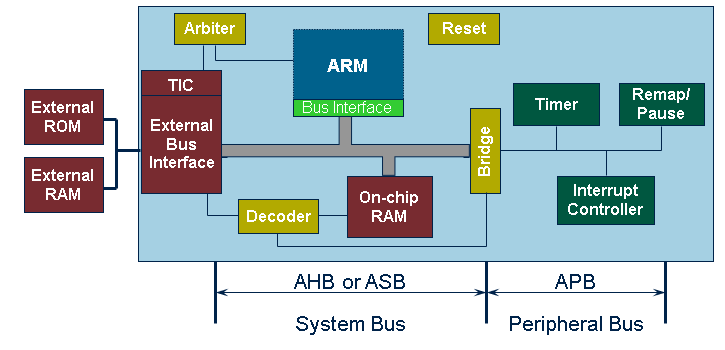 Arbiter
Reset
ARM
Bus Interface
TIC
External
Bus
Interface
External
ROM
External
RAM
Bridge
Timer
Remap/
Pause
Interrupt
Controller
On-chip
RAM
Decoder
AHB or ASB
APB
System Bus
Peripheral Bus